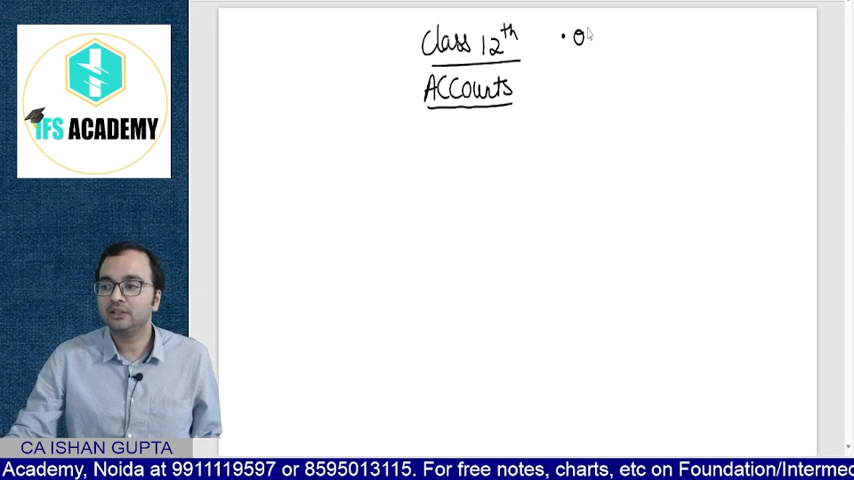 Class 12th
ACCounts
IFS ACADEMY
CA ISHAN GUPTA
Academy, Noida at 9911119597 or 8595013115. For free notes, charts, etc on Foundation/Intermed